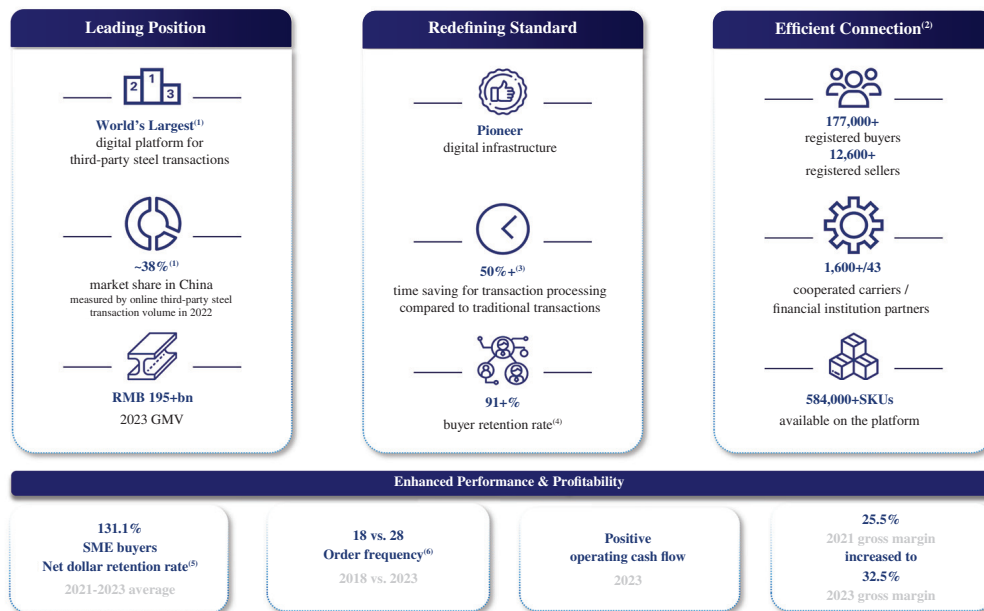 Leading Position
2 1 3
World's Largest(1)
digital platform for
third-party steel transactions
~38%(1)
market share in China
measured by online third-party steel
transaction volume in 2022
RMB 195+bn
2023 GMV
Redefining Standard
Pioneer
digital infrastructure
50%+(3)
time saving for transaction processing
compared to traditional transactions
91+%
buyer retention rate(4)
Efficient Connection(2)
177,000+
registered buyers
12,600+
registered sellers
1,600+/43
cooperated carriers /
financial institution partners
584,000+SKUs
available on the platform
Enhanced Performance & Profitability
131.1%
SME buyers
Net dollar retention rate(5)
2021-2023 average
18 vs. 28
Order frequency(6)
2018 vs. 2023
Positive
operating cash flow
2023
25.5%
2021 gross margin
increased to
32.5%
2023 gross margin